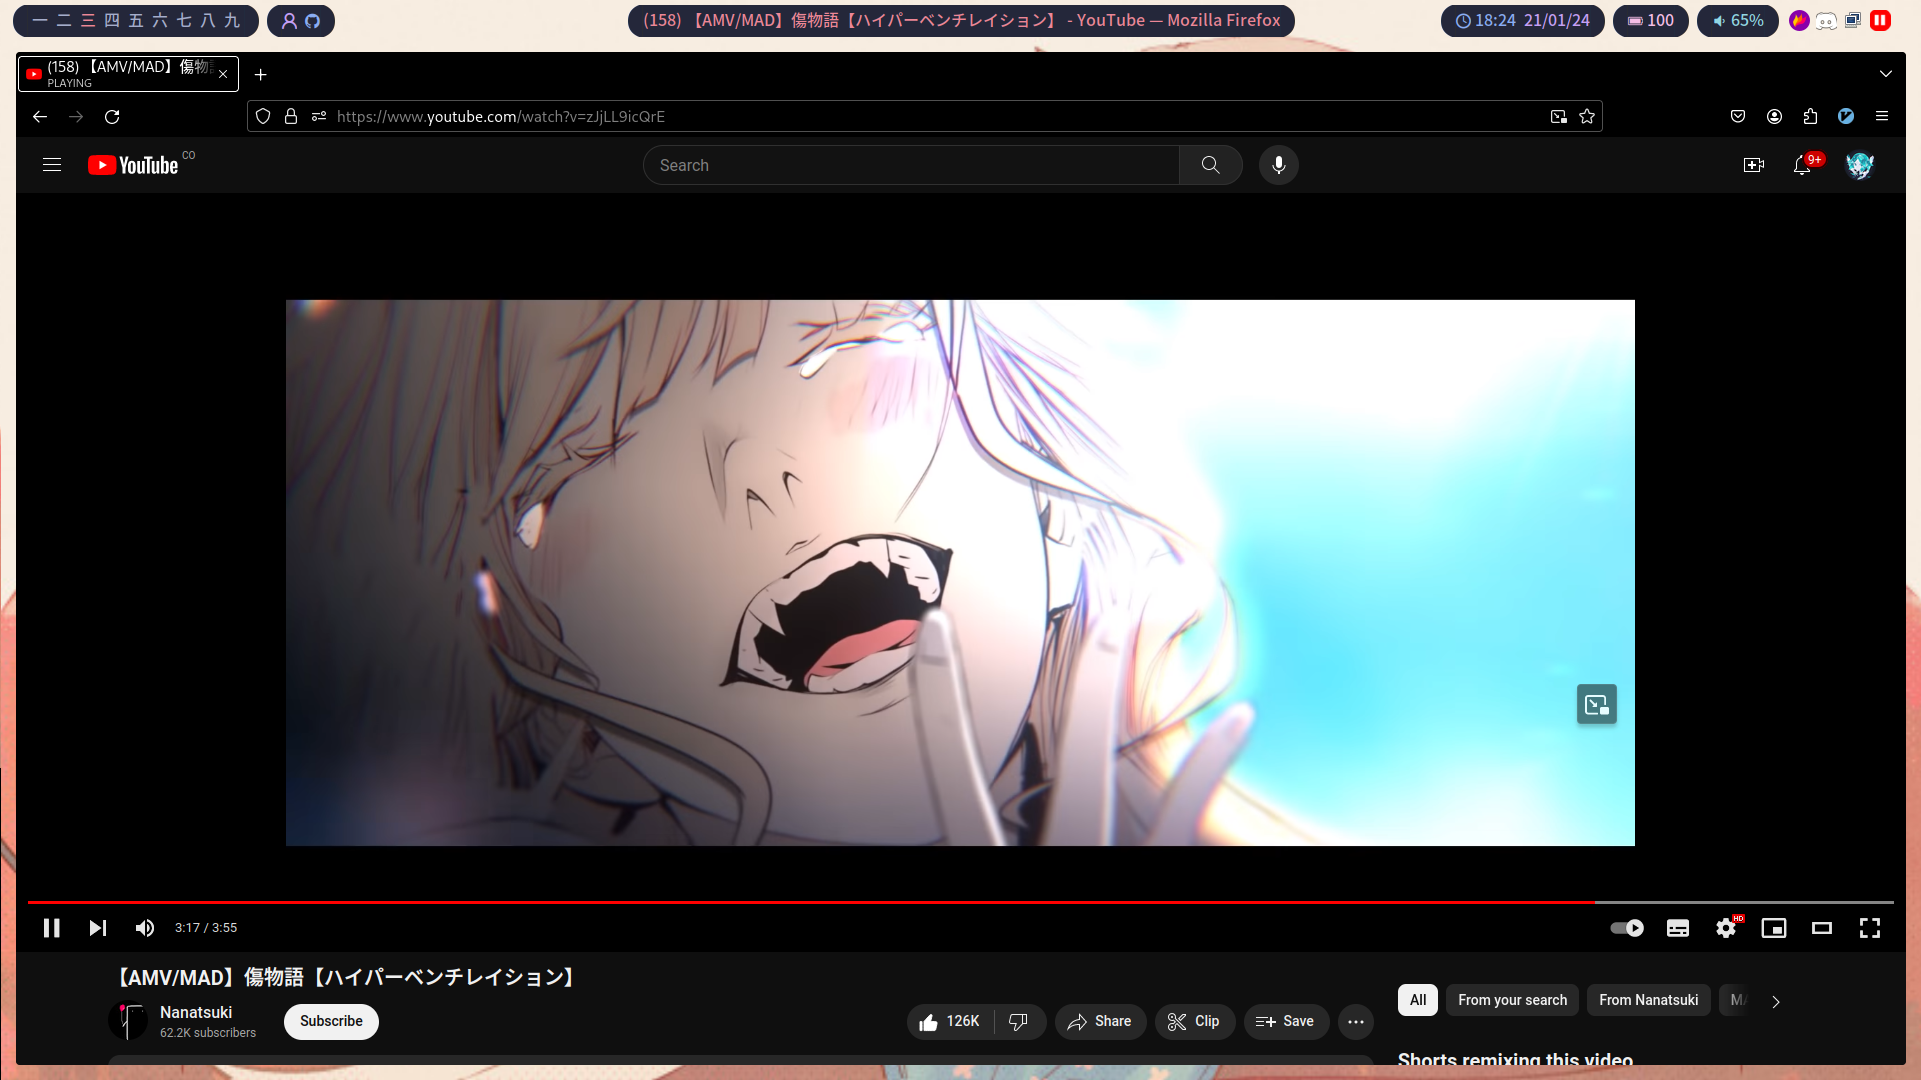 一 二 三 四 五 六 七 八 九
(158) 【AMV/MAD】傷物語【ハイパーベンチレイション】 - YouTube — Mozilla Firefox
18:24 21/01/24
100
65%
(158) 【AMV/MAD】傷物
PLAYING
https://www.youtube.com/watch?v=zJjLL9icQrE
YouTube CO
Search
9+
3:17 / 3:55
HD
【AMV/MAD】傷物語【ハイパーベンチレイション】
Nanatsuki
62.2K subscribers
Subscribe
126K
Share
Clip
Save
All
From your search
From Nanatsuki
Shorts remixing this video